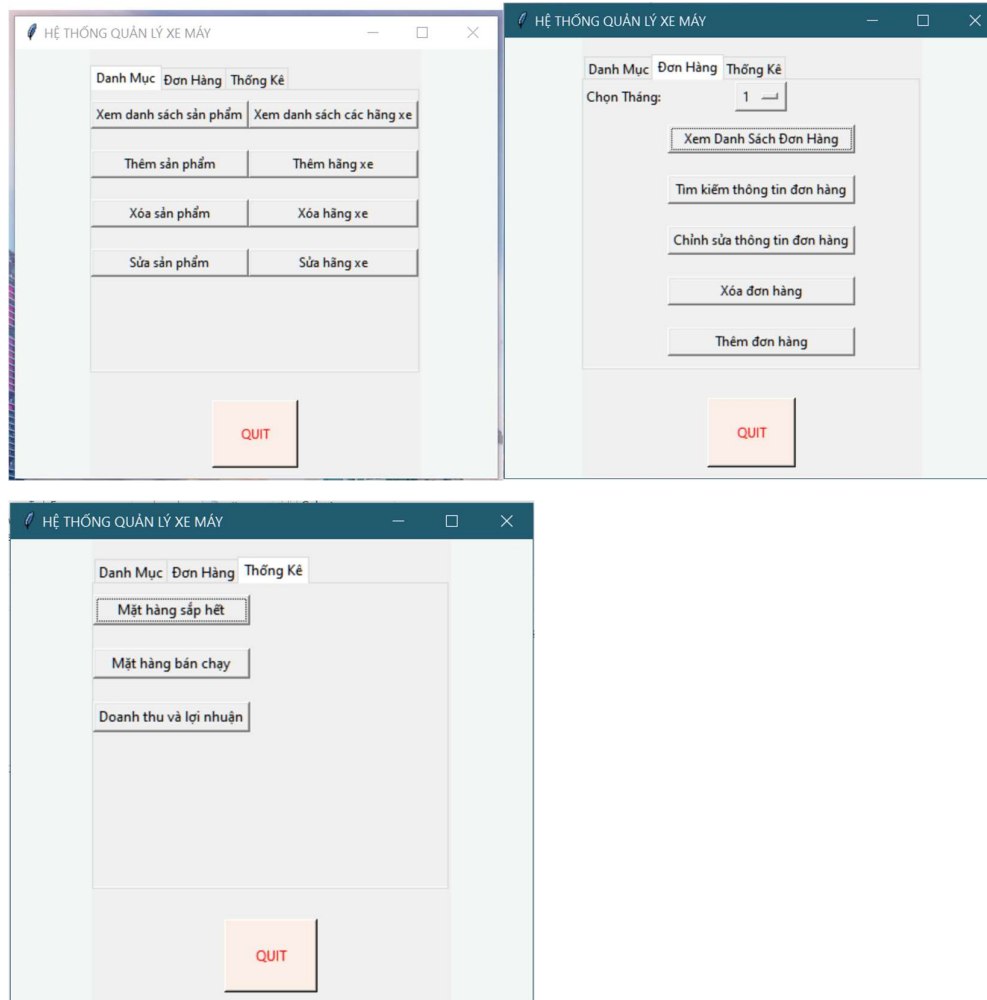 HỆ THỐNG QUẢN LÝ XE MÁY
Danh Mục Đơn Hàng Thống Kê
Xem danh sách sản phẩm Xem danh sách các hãng xe
Thêm sản phẩm Thêm hãng xe
Xóa sản phẩm Xóa hãng xe
Sửa sản phẩm Sửa hãng xe
QUIT
HỆ THỐNG QUẢN LÝ XE MÁY
Danh Mục Đơn Hàng Thống Kê
Chọn Tháng: 1
Xem Danh Sách Đơn Hàng
Tìm kiếm thông tin đơn hàng
Chỉnh sửa thông tin đơn hàng
Xóa đơn hàng
Thêm đơn hàng
QUIT
HỆ THỐNG QUẢN LÝ XE MÁY
Danh Mục Đơn Hàng Thống Kê
Mặt hàng sắp hết
Mặt hàng bán chạy
Doanh thu và lợi nhuận
QUIT